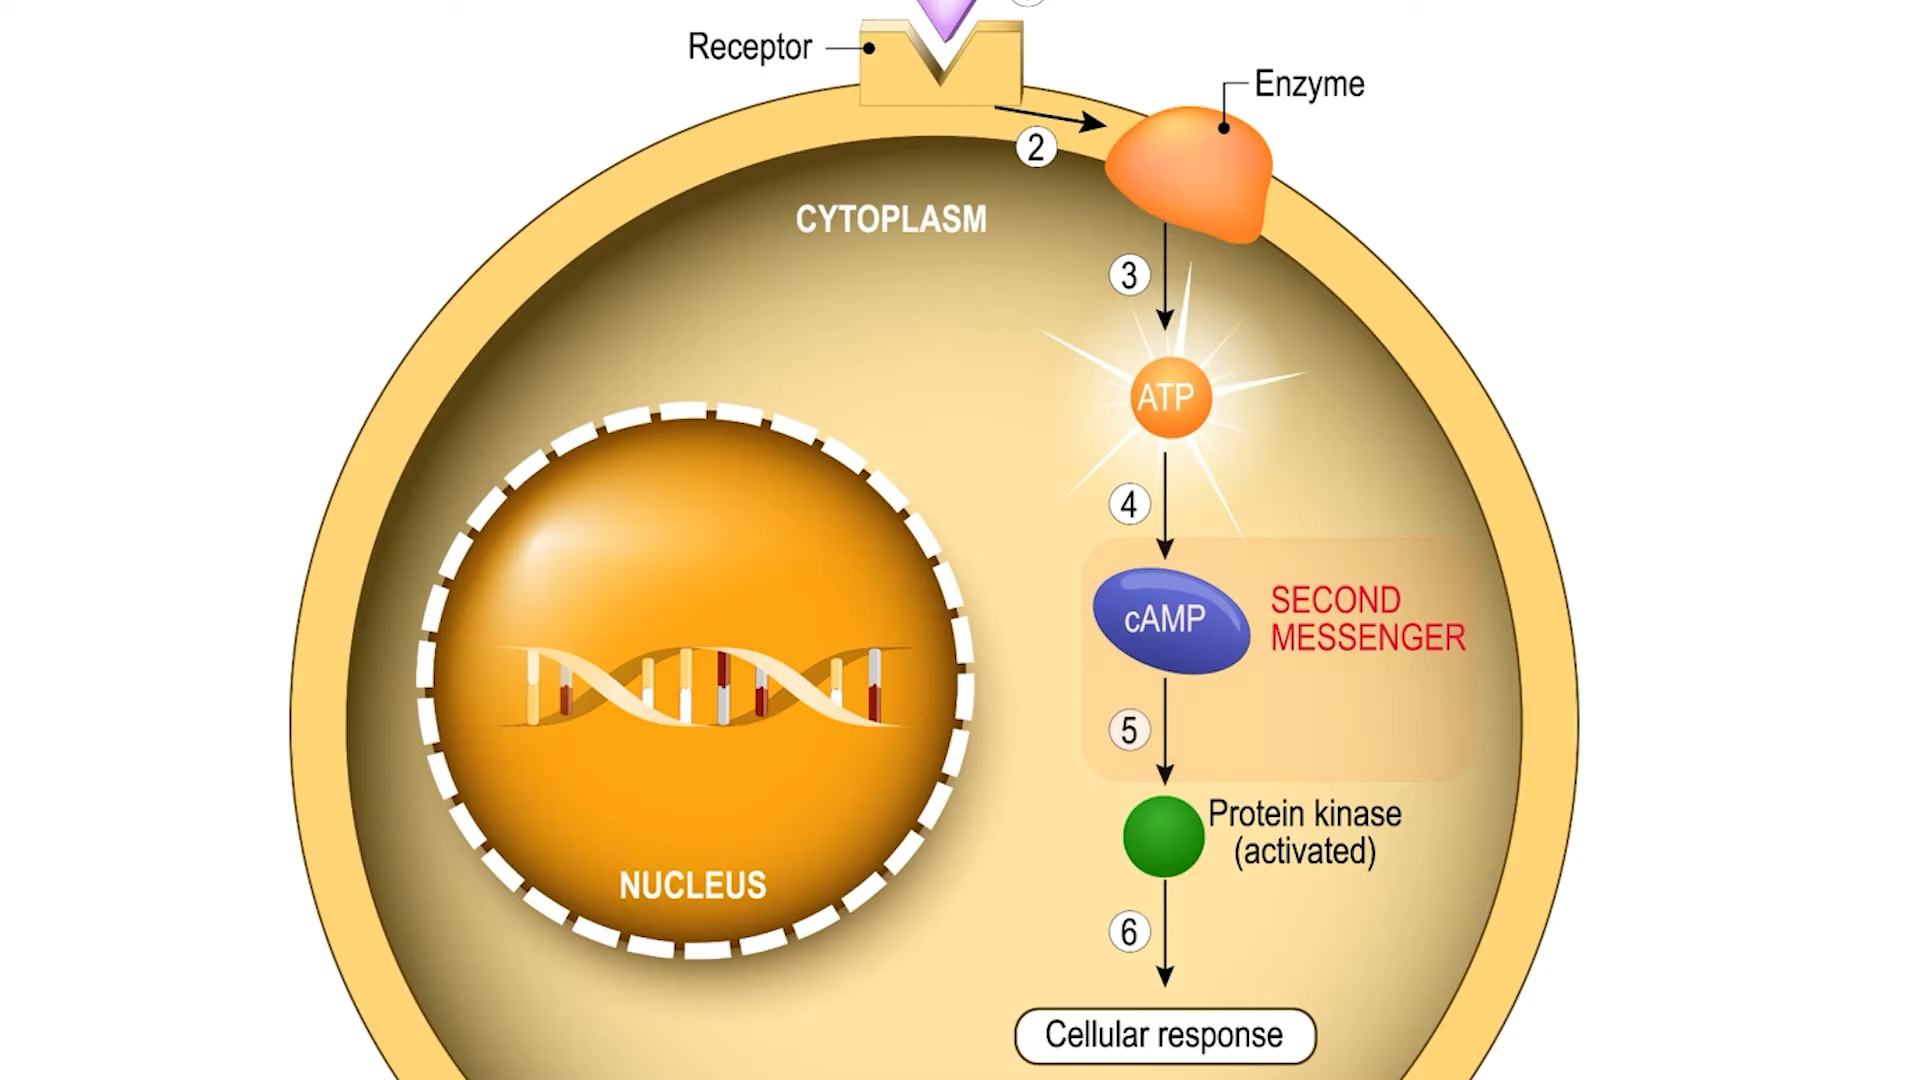 Receptor
Enzyme
2
CYTOPLASM
3
ATP
4
cAMP
SECOND
MESSENGER
5
Protein kinase
(activated)
NUCLEUS
6
Cellular response